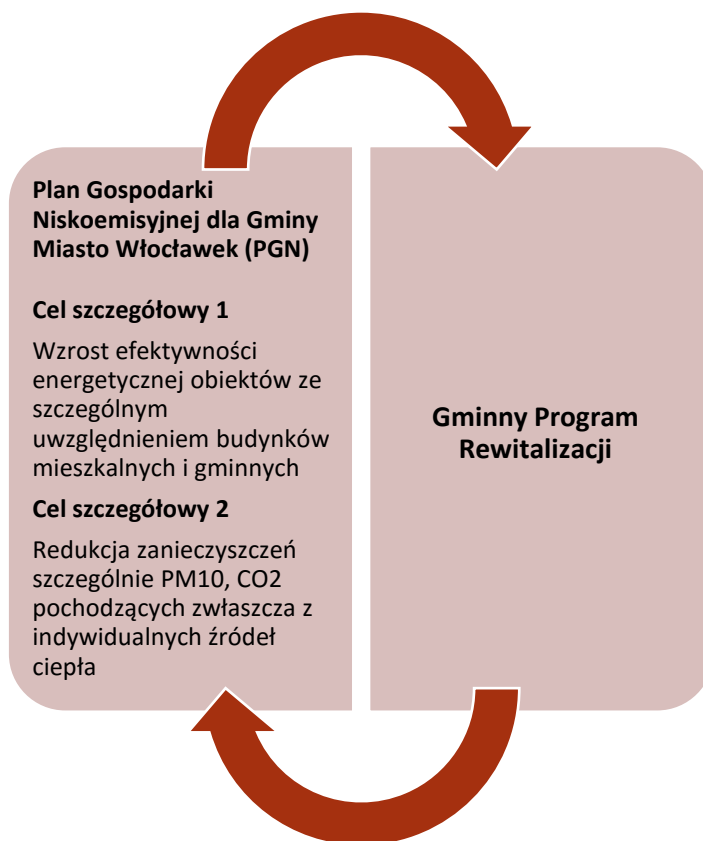 Plan Gospodarki
Niskoemisyjnej dla Gminy
Miasto Włocławek (PGN)
Cel szczegółowy 1
Wzrost efektywności
energetycznej obiektów ze
szczególnym
uwzględnieniem budynków
mieszkalnych i gminnych
Cel szczegółowy 2
Redukcja zanieczyszczeń
szczególnie PM10, CO2
pochodzących zwłaszcza z
indywidualnych źródeł
ciepła
Gminny Program
Rewitalizacji